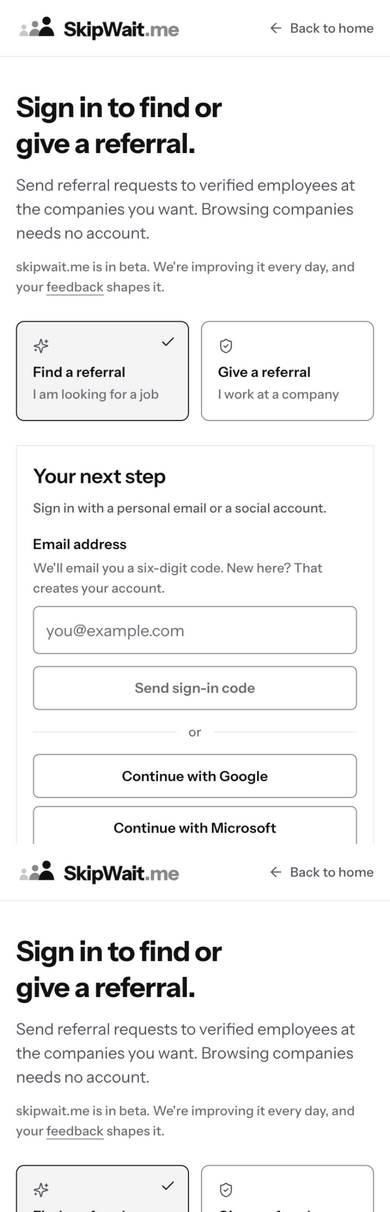 SkipWait.me
Back to home
Sign in to find or
give a referral.
Send referral requests to verified employees at
the companies you want. Browsing companies
needs no account.
skipwait.me is in beta. We're improving it every day, and
your feedback shapes it.
Find a referral
I am looking for a job
Give a referral
I work at a company
Your next step
Sign in with a personal email or a social account.
Email address
We'll email you a six-digit code. New here? That
creates your account.
you@example.com
Send sign-in code
or
Continue with Google
Continue with Microsoft
SkipWait.me
Back to home
Sign in to find or
give a referral.
Send referral requests to verified employees at
the companies you want. Browsing companies
needs no account.
skipwait.me is in beta. We're improving it every day, and
your feedback shapes it.